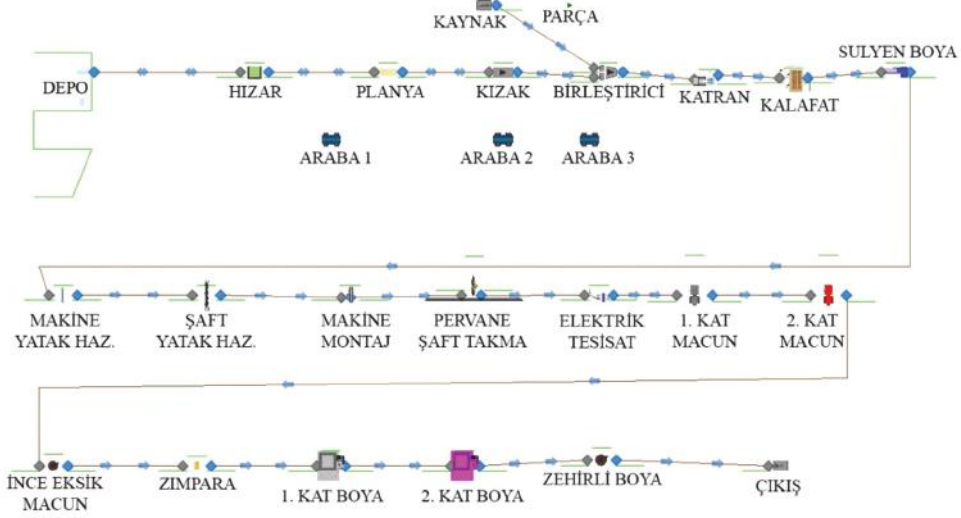 KAYNAK
PARÇA
SULYEN BOYA
DEPO
HIZAR
PLANYA
KIZAK
BİRLEŞTİRİCİ
KATRAN
KALAFAT
ARABA 1
ARABA 2
ARABA 3
MAKİNE
YATAK HAZ.
ŞAFT
YATAK HAZ.
MAKİNE
MONTAJ
PERVANE
ŞAFT TAKMA
ELEKTRİK
TESİSAT
1. KAT
MACUN
2. KAT
MACUN
İNCE EKSİK
MACUN
ZIMPARA
1. KAT BOYA
2. KAT BOYA
ZEHİRLİ BOYA
ÇIKIŞ